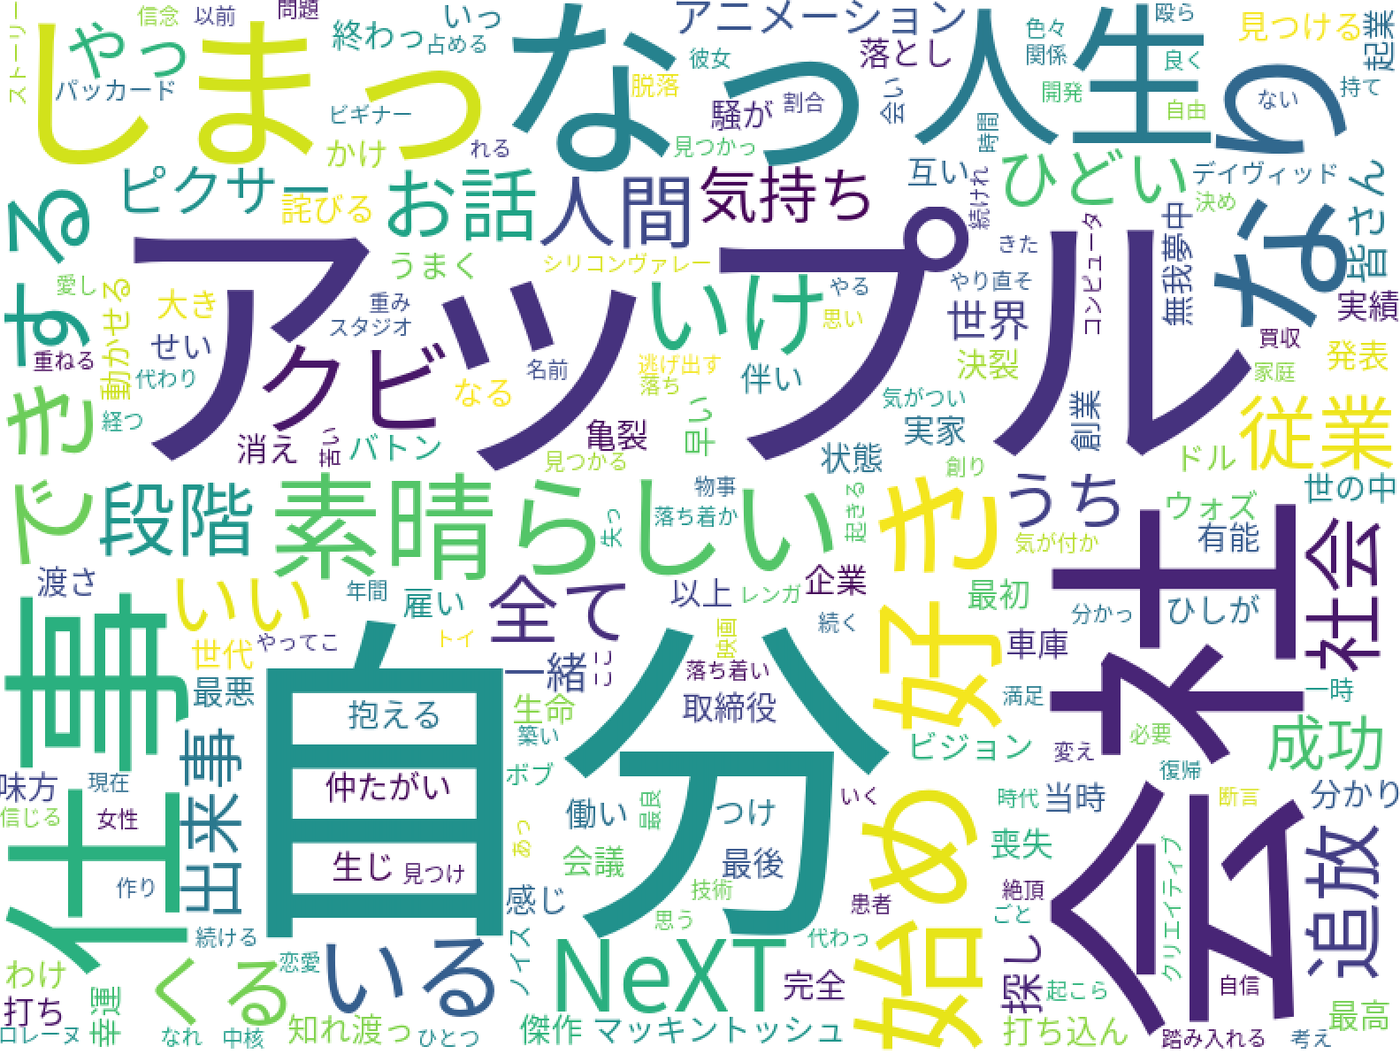 ストーリー
信念
以前
問題
いっ
アニメーション
殴ら
見つける
起業
しまっ
やっ
終わっ
占める
なっ
彼女
落とし
人生
色々
関係
良く
り
ない
持て
パッカード
ビギナー
脱落
騒が
割合
会い
開発
自由
時間
かけ
れる
見つかっ
ピクサー
詫びる
お話
人間
気持ち
互い
続けれ
ひどい
デイヴィッド
決め
皆さん
できする
愛し
動かせる
大き
うまく
シリコンヴァレー
アップル
いけ
やる
思い
きた
やり直そ
コンピュータ
無我夢中
な
実績
重み
スタジオ
世界
買収
重ねる
せい
代わり
クビ
なる
名前
逃げ出す
落ち
伴い
決裂
家庭
発表
経つ
消え
苦い
バトン
亀裂
見つかる
早い
気がつい
実家
状態
創り
創業
ドル
従業
段階
素晴らしい
物事
失っ
落ち着か
起きる
好き
うち
気が付か
ウォズ
有能
世の中
渡さ
いい
年間
雇い
全て
以上
レンガ
企業
続く
最初
分かっ
ひしが
会社
社会
仕事
世代
やってこ
トイ
映画
一緒
落ち着い
車庫
最悪
自分
抱える
生命
取締役
満足
一時
出来事
築い
ビジョン
変え
必要
成功
味方
現在
仲たがい
ボブ
復帰
信じる
女性
働い
最良
つけ
いく
始め
時代
当時
断言
分かり
生じ
見つけ
あっ
会議
最後
喪失
クリエイティブ
追放
作り
感じ
技術
思う
患者
絶頂
ごと
続ける
恋愛
いる
ノイズ
NeXT
代わっ
完全
探し
起こら
自信
わけ
打ち
幸運
くる
ロレーヌ
なれ
中核
知れ渡っ
ひとつ
傑作
マッキントッシュ
打ち込ん
踏み入れる
考え
最高